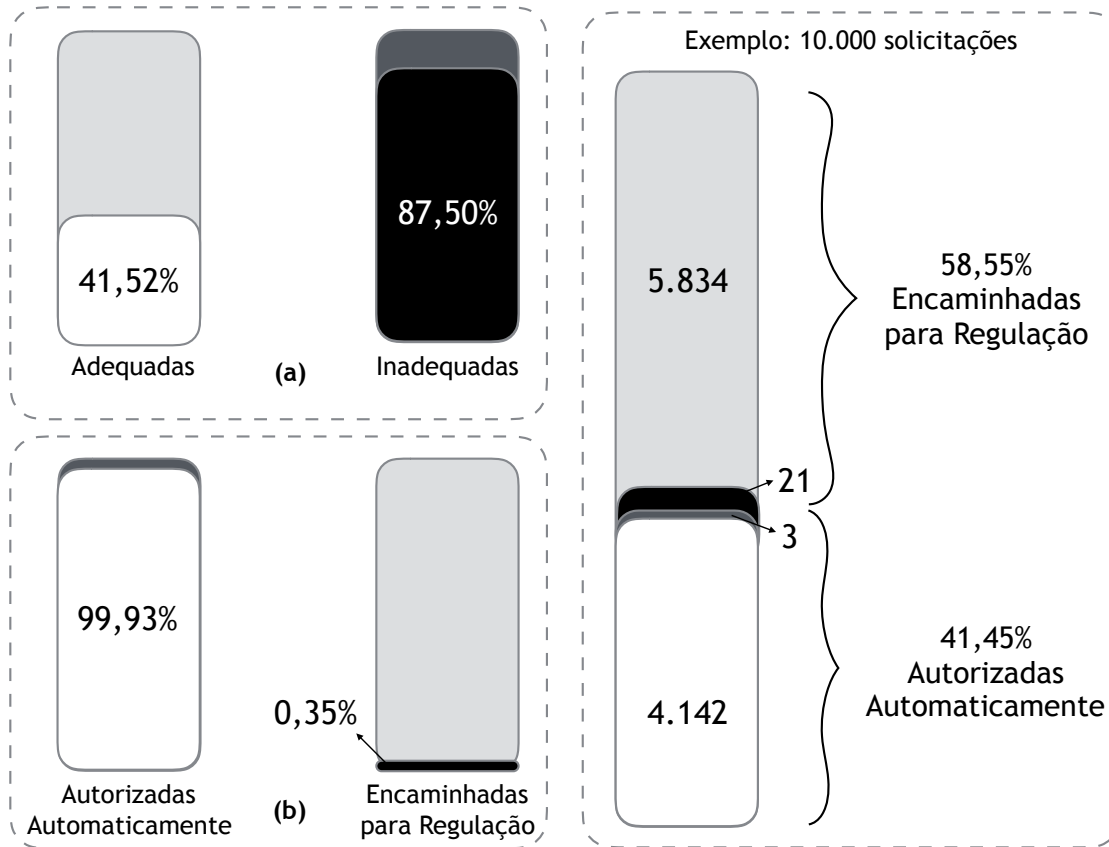 41,52%
Adequadas
87,50%
Inadequadas
(a)
99,93%
Autorizadas
Automaticamente
0,35%
Encaminhadas
para Regulação
(b)
Exemplo: 10.000 solicitações
5.834
21
3
4.142
58,55%
Encaminhadas
para Regulação
41,45%
Autorizadas
Automaticamente